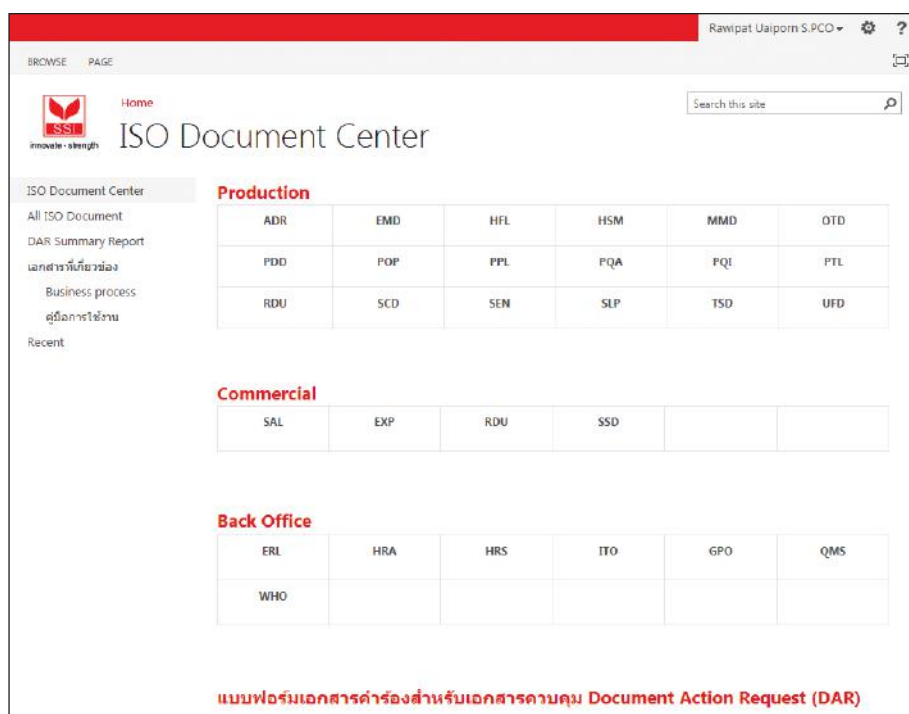 Rawipat Uaiporn S.PCO
?
BROWSE PAGE
SSI
innovate - strength
Home
ISO Document Center
Search this site
ISO Document Center
All ISO Document
DAR Summary Report
เอกสารที่เกี่ยวข้อง
Business process
คู่มือการใช้งาน
Recent
Production
ADR EMD HFL HSM MMD OTD
PDD POP PPL PQA PQI PTL
RDU SCD SEN SLP TSD UFD
Commercial
SAL EXP RDU SSD
Back Office
ERL HRA HRS ITO GPO QMS
WHO
แบบฟอร์มเอกสารคำร้องสำหรับเอกสารควบคุม Document Action Request (DAR)